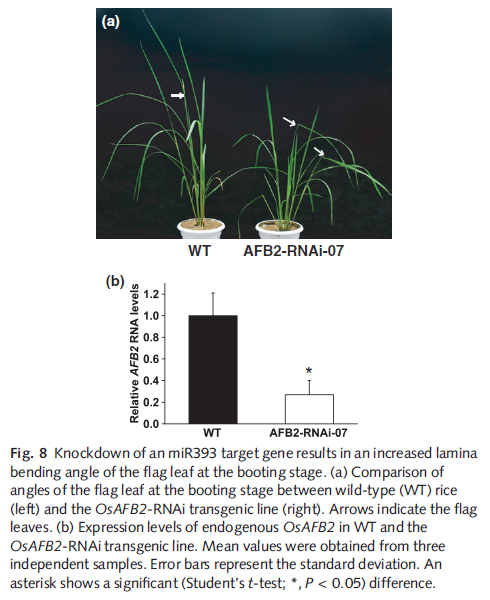 (a)
WT AFB2-RNAi-07
(b)
Relative AFB2 RNA levels
1.2
1.0
0.8
0.6
0.4
0.2
0.0
*
WT AFB2-RNAi-07
Fig. 8 Knockdown of an miR393 target gene results in an increased lamina
bending angle of the flag leaf at the booting stage. (a) Comparison of
angles of the flag leaf at the booting stage between wild-type (WT) rice
(left) and the OsAFB2-RNAi transgenic line (right). Arrows indicate the flag
leaves. (b) Expression levels of endogenous OsAFB2 in WT and the
OsAFB2-RNAi transgenic line. Mean values were obtained from three
independent samples. Error bars represent the standard deviation. An
asterisk shows a significant (Student's t-test; *, P < 0.05) difference.